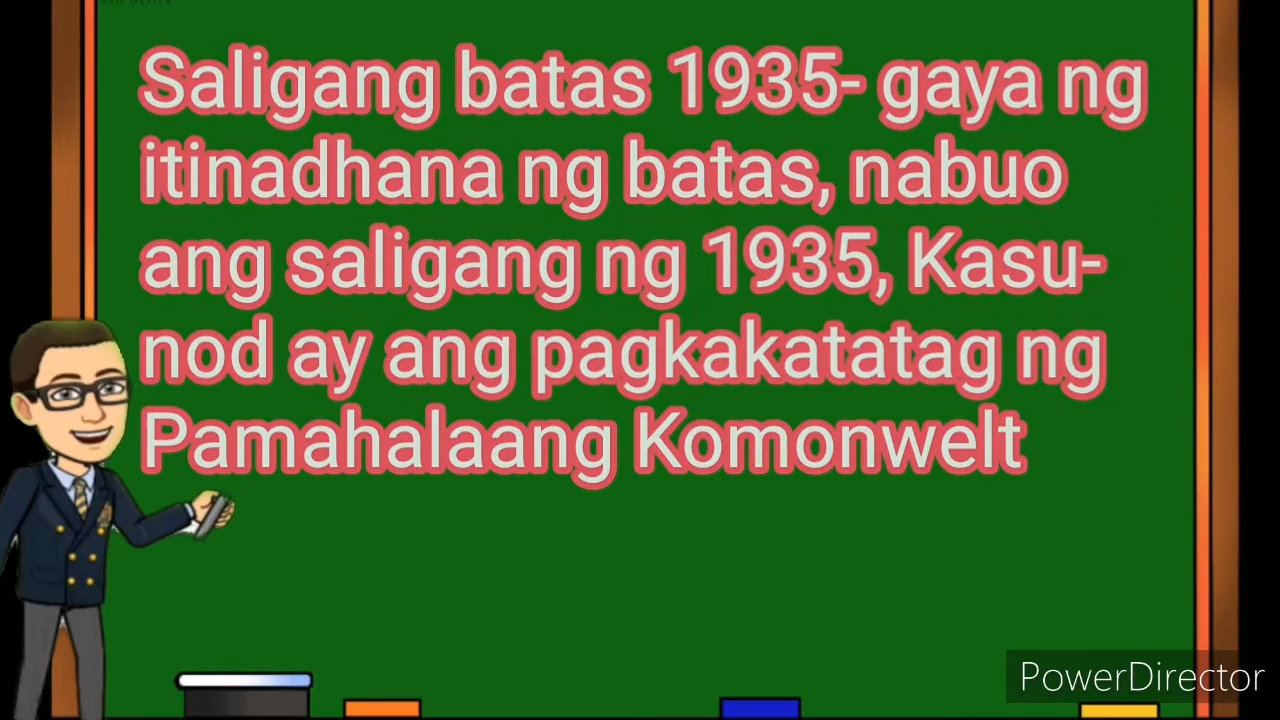 Saligang batas 1935- gaya ng
itinadhana ng batas, nabuo
ang saligang ng 1935, Kasu-
nod ay ang pagkakatatag ng
Pamahalaang Komonwelt
PowerDirector